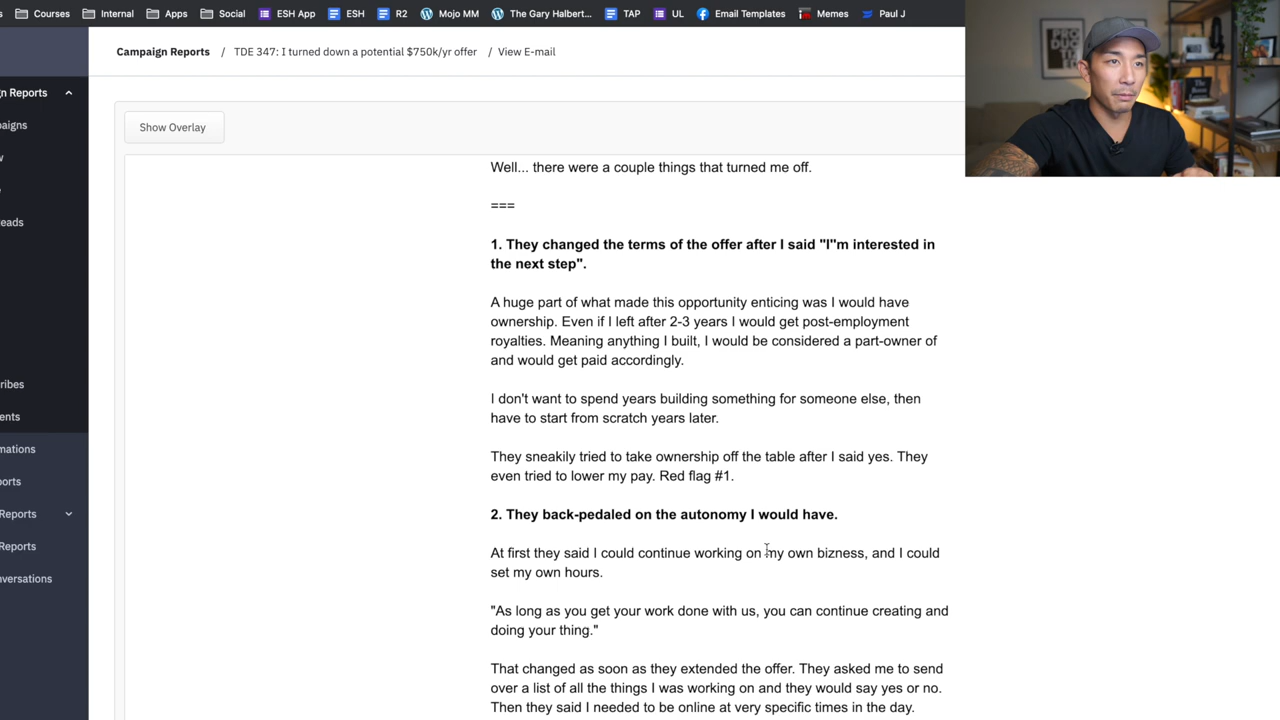 Courses Internal Apps Social ESH App ESH R2 Mojo MM The Gary Halbert... TAP UL Email Templates Memes Paul J
Campaign Reports / TDE 347: I turned down a potential $750k/yr offer / View E-mail
gn Reports
paigns
eads
ribes
ents
mations
ports
Reports
Reports
nversations
Show Overlay
Well... there were a couple things that turned me off.
===
1. They changed the terms of the offer after I said "I"m interested in
the next step".
A huge part of what made this opportunity enticing was I would have
ownership. Even if I left after 2-3 years I would get post-employment
royalties. Meaning anything I built, I would be considered a part-owner of
and would get paid accordingly.
I don't want to spend years building something for someone else, then
have to start from scratch years later.
They sneakily tried to take ownership off the table after I said yes. They
even tried to lower my pay. Red flag #1.
2. They back-pedaled on the autonomy I would have.
At first they said I could continue working on my own bizness, and I could
set my own hours.
"As long as you get your work done with us, you can continue creating and
doing your thing."
That changed as soon as they extended the offer. They asked me to send
over a list of all the things I was working on and they would say yes or no.
Then they said I needed to be online at very specific times in the day.